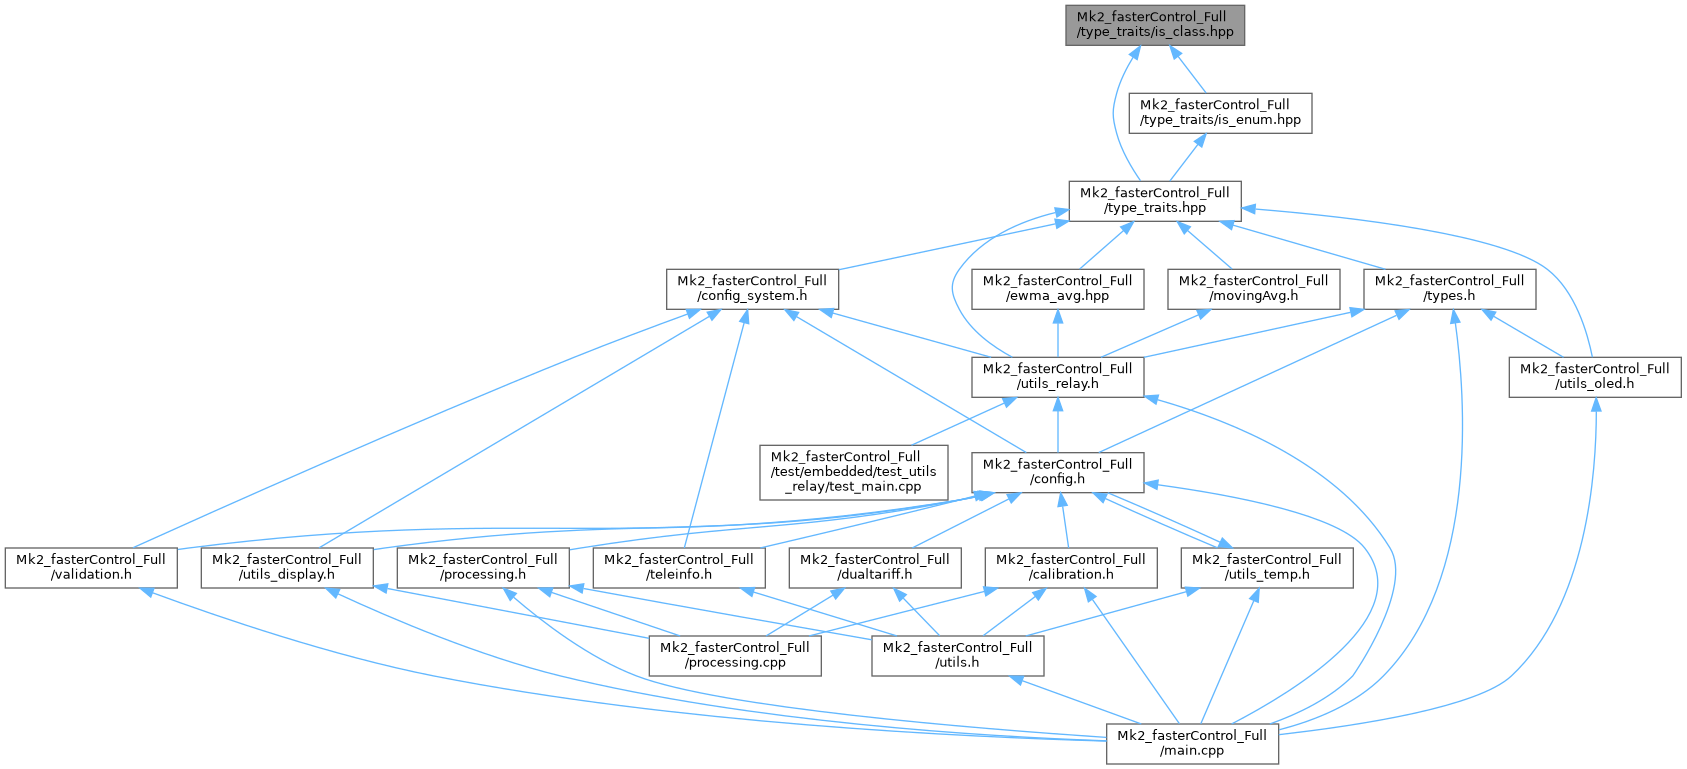 Mk2_fasterControl_Full
/type_traits/is_class.hpp
Mk2_fasterControl_Full
/type_traits/is_enum.hpp
Mk2_fasterControl_Full
/type_traits.hpp
Mk2_fasterControl_Full
/config_system.h
Mk2_fasterControl_Full
/ewma_avg.hpp
Mk2_fasterControl_Full
/movingAvg.h
Mk2_fasterControl_Full
/types.h
Mk2_fasterControl_Full
/utils_relay.h
Mk2_fasterControl_Full
/utils_oled.h
Mk2_fasterControl_Full
/test/embedded/test_utils
_relay/test_main.cpp
Mk2_fasterControl_Full
/config.h
Mk2_fasterControl_Full
/validation.h
Mk2_fasterControl_Full
/utils_display.h
Mk2_fasterControl_Full
/processing.h
Mk2_fasterControl_Full
/teleinfo.h
Mk2_fasterControl_Full
/dualtariff.h
Mk2_fasterControl_Full
/calibration.h
Mk2_fasterControl_Full
/utils_temp.h
Mk2_fasterControl_Full
/processing.cpp
Mk2_fasterControl_Full
/utils.h
Mk2_fasterControl_Full
/main.cpp